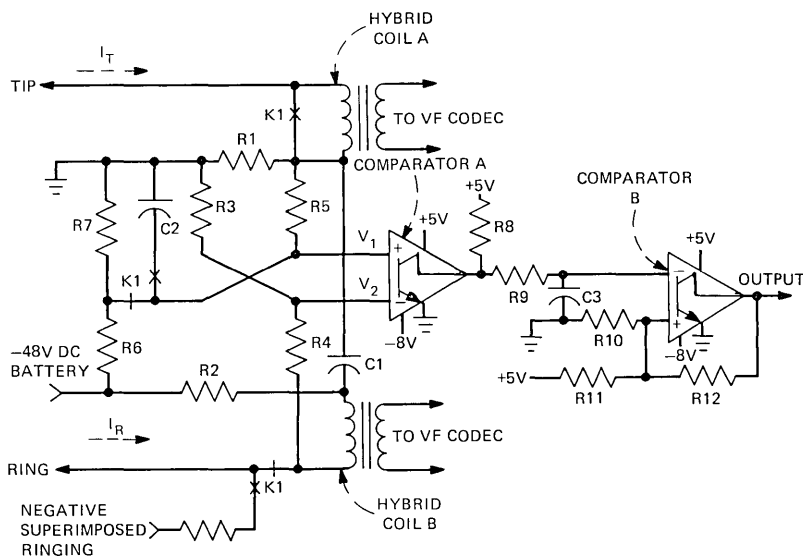 HYBRID
COIL A
I_T
TIP
K1
TO VF CODEC
R1
COMPARATOR A
+5V
COMPARATOR
B
R7
C2
R3
R5
+5V
R8
+5V
V1
+
OUTPUT
K1
V2
−
R9
−
C3
+
R6
R4
−8V
R10
−8V
−48V DC
BATTERY
R2
C1
+5V
R11
R12
I_R
TO VF CODEC
RING
K1
NEGATIVE
SUPERIMPOSED
RINGING
HYBRID
COIL B